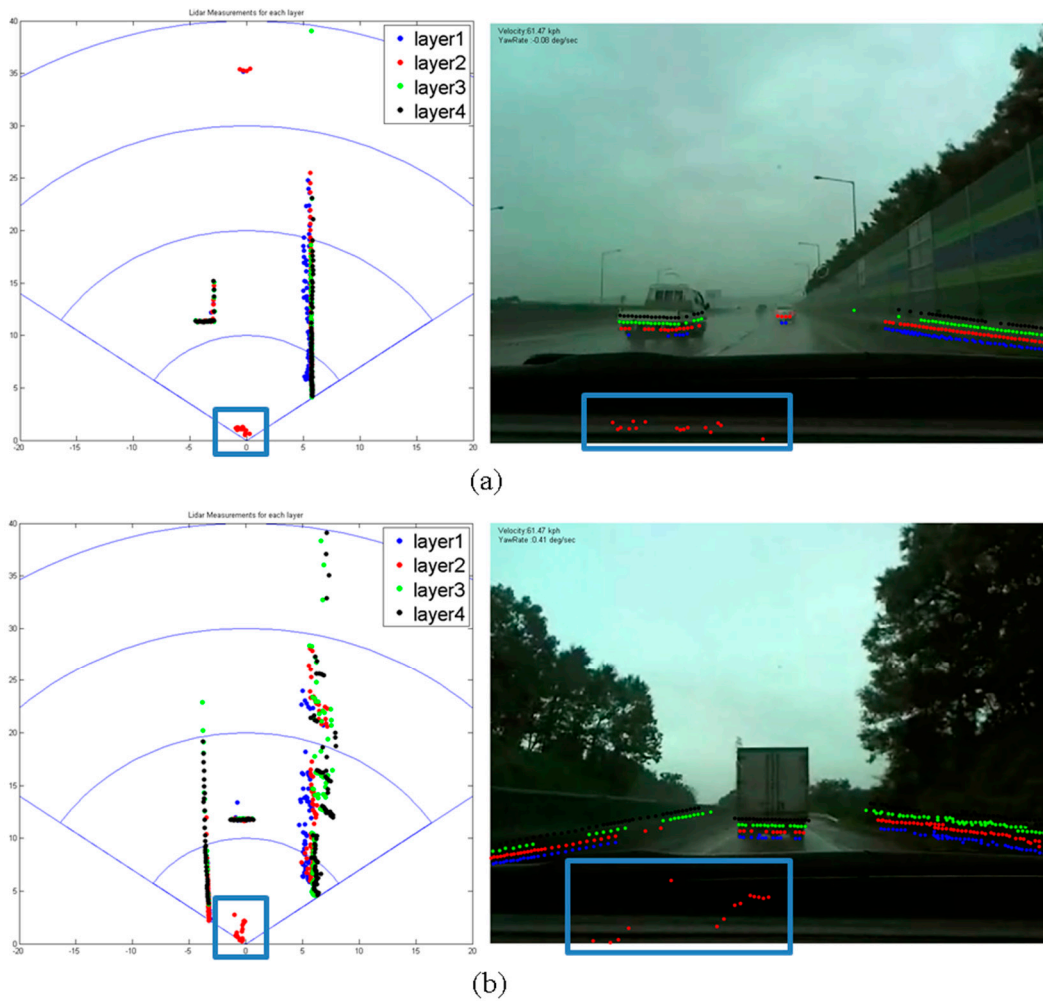 Lidar Measurements for each layer
40
35
30
25
20
15
10
5
0
-20
-15
-10
-5
0
5
10
15
20
layer1
layer2
layer3
layer4
Velocity:61.47 kph
YawRate :-0.08 deg/sec
(a)
Lidar Measurements for each layer
40
35
30
25
20
15
10
5
0
-20
-15
-10
-5
0
5
10
15
20
layer1
layer2
layer3
layer4
Velocity:61.47 kph
YawRate :0.41 deg/sec
(b)